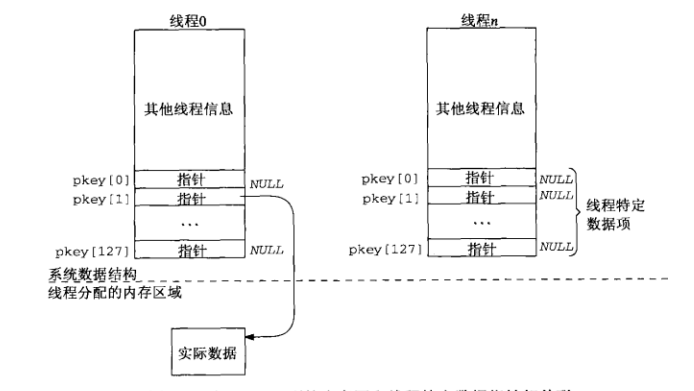 线程0
其他线程信息
pkey[0] 指针 NULL
pkey[1] 指针
...
pkey[127] 指针 NULL
线程n
其他线程信息
pkey[0] 指针 NULL
pkey[1] 指针 NULL
...
pkey[127] 指针 NULL
线程特定
数据项
系统数据结构
线程分配的内存区域
实际数据